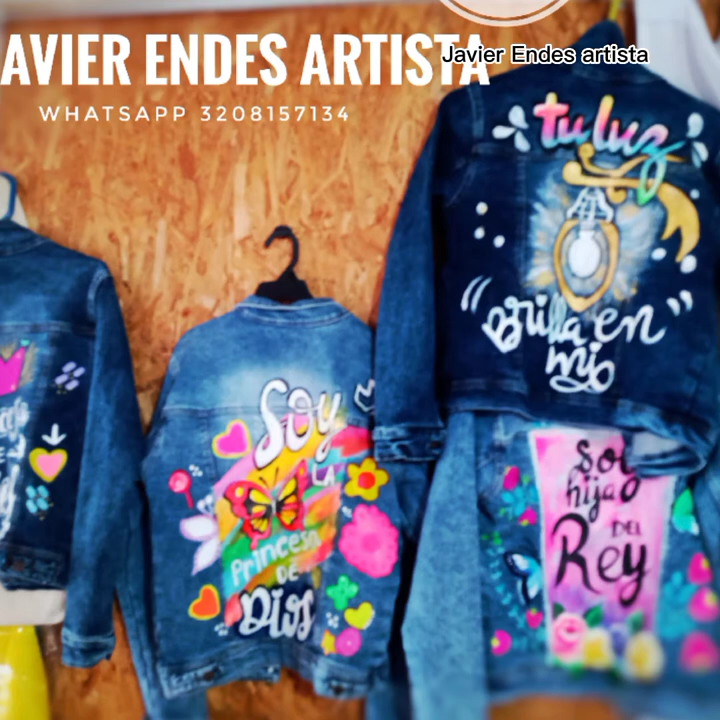 AVIER ENDES ARTISTA
Javier Endes artista
WHATSAPP 3208157134
tu luz
"Brilla en
mi"
Soy
LA
Princesa
DE
Dios
Soy
hija
DEL
Rey